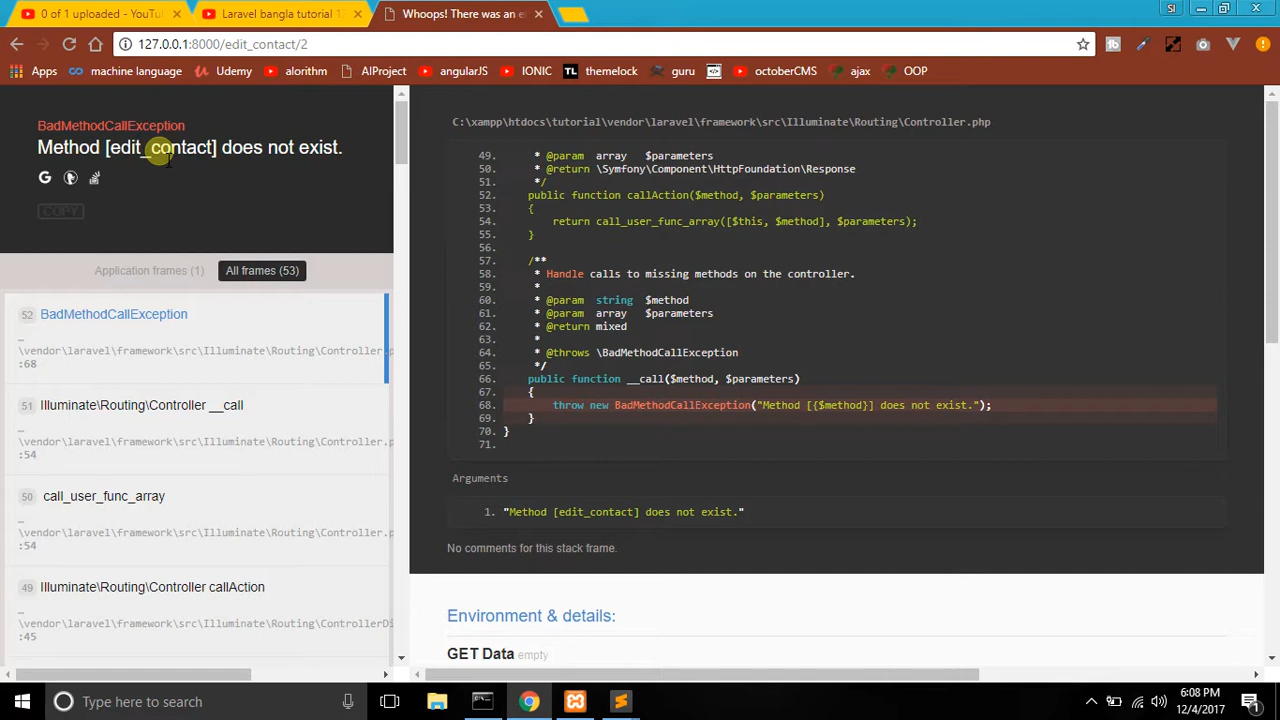 0 of 1 uploaded - YouTu
Laravel bangla tutorial 1
Whoops! There was an e
SI
127.0.0.1:8000/edit_contact/2
Apps
machine language
Udemy
alorithm
AIProject
angularJS
IONIC
TL
themelock
guru
octoberCMS
ajax
OOP
BadMethodCallException
Method [edit_contact] does not exist.
COPY
Application frames (1)
All frames (53)
52
BadMethodCallException
…\vendor\laravel\framework\src\Illuminate\Routing\Controller.p
:68
51
Illuminate\Routing\Controller __call
…\vendor\laravel\framework\src\Illuminate\Routing\Controller.p
:54
50
call_user_func_array
…\vendor\laravel\framework\src\Illuminate\Routing\Controller.p
:54
49
Illuminate\Routing\Controller callAction
…\vendor\laravel\framework\src\Illuminate\Routing\ControllerDi
:45
C:\xampp\htdocs\tutorial\vendor\laravel\framework\src\Illuminate\Routing\Controller.php
49. * @param array $parameters
50. * @return \Symfony\Component\HttpFoundation\Response
51. */
52. public function callAction($method, $parameters)
53. {
54. return call_user_func_array([$this, $method], $parameters);
55. }
56.
57. /**
58. * Handle calls to missing methods on the controller.
59. *
60. * @param string $method
61. * @param array $parameters
62. * @return mixed
63. *
64. * @throws \BadMethodCallException
65. */
66. public function __call($method, $parameters)
67. {
68. throw new BadMethodCallException("Method [{$method}] does not exist.");
69. }
70. }
71.
Arguments
1. "Method [edit_contact] does not exist."
No comments for this stack frame.
Environment & details:
GET Data empty
Type here to search
6:08 PM
12/4/2017
1